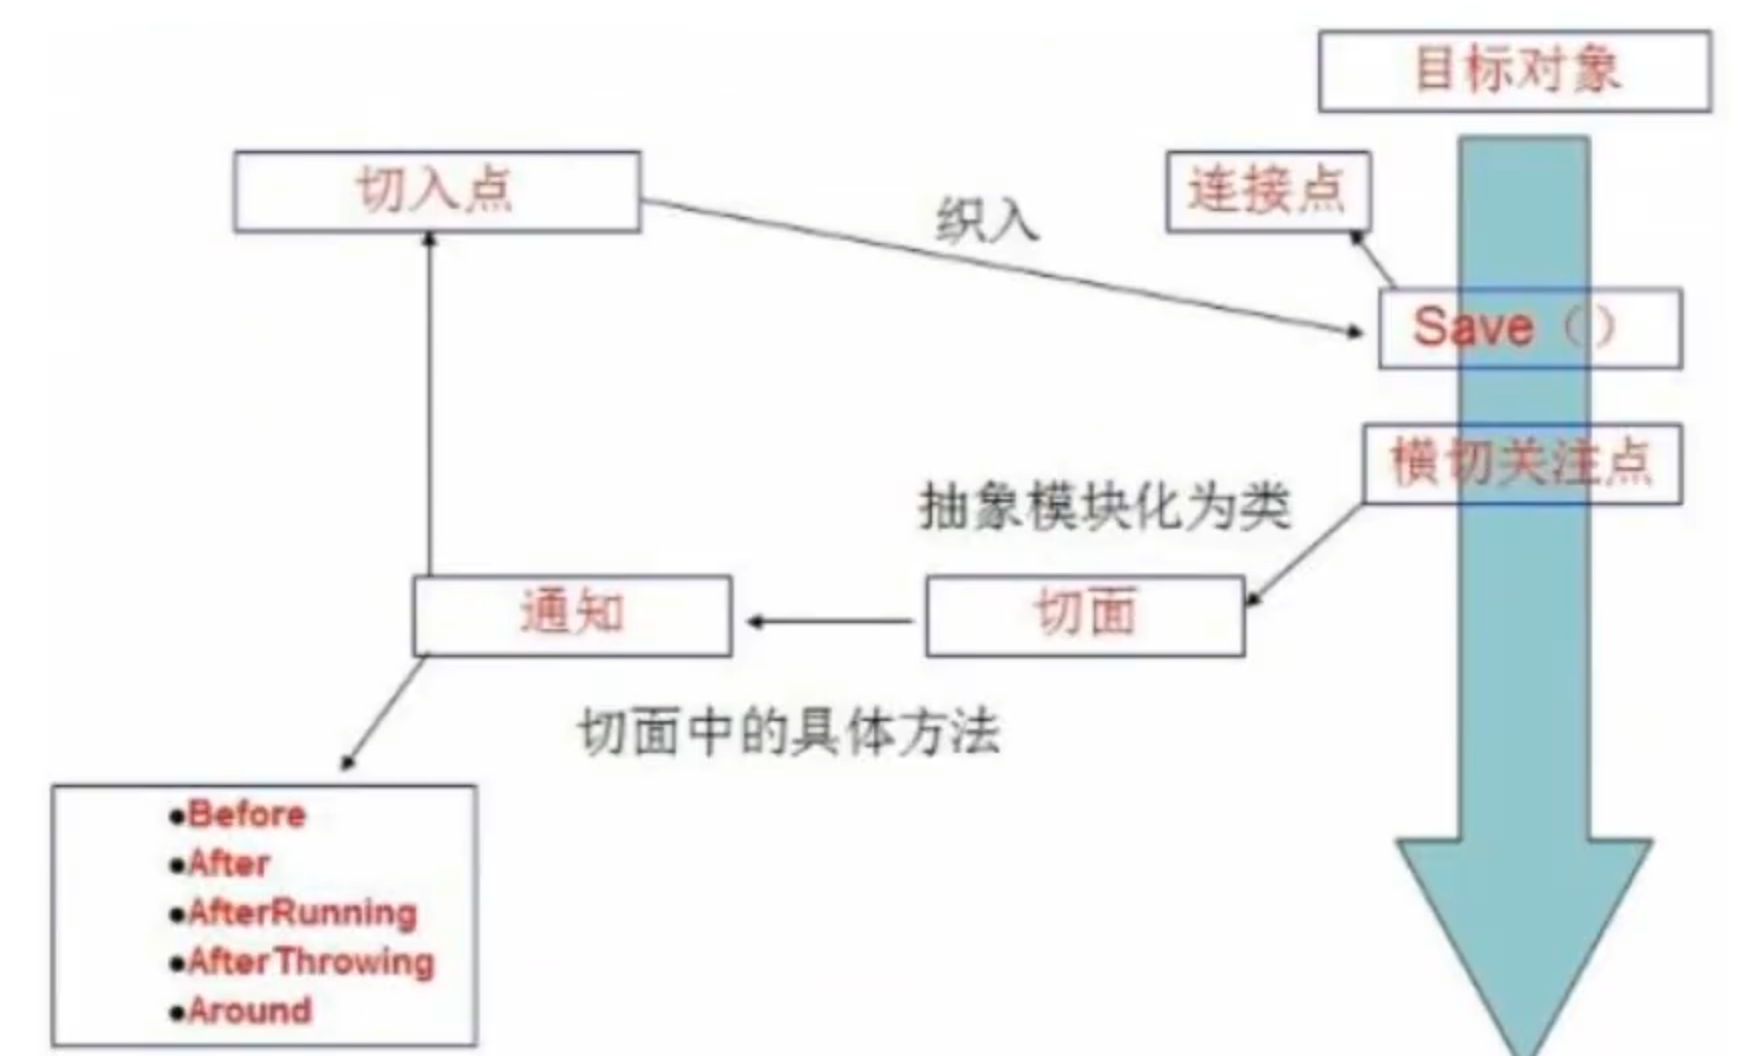 目标对象
切入点
连接点
织入
Save（）
横切关注点
抽象模块化为类
通知
切面
切面中的具体方法
●Before
●After
●AfterRunning
●AfterThrowing
●Around